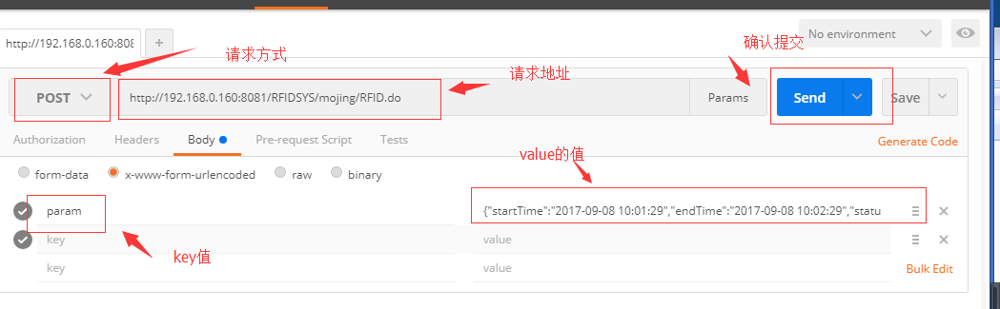 http://192.168.0.160:808
+
No environment
请求方式
确认提交
请求地址
POST
http://192.168.0.160:8081/RFIDSYS/mojing/RFID.do
Params
Send
Save
Authorization
Headers
Body
Pre-request Script
Tests
Generate Code
value的值
form-data
x-www-form-urlencoded
raw
binary
param
{"startTime":"2017-09-08 10:01:29","endTime":"2017-09-08 10:02:29","statu
key
value
key值
key
value
Bulk Edit